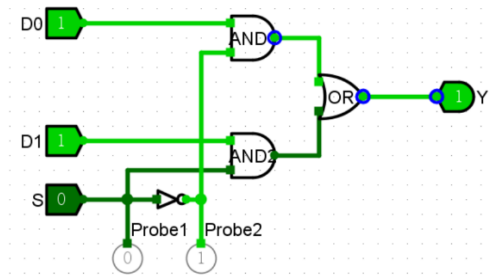 D0 1
AND
OR
1 Y
D1 1
AND2
S 0
Probe1 Probe2
0 1